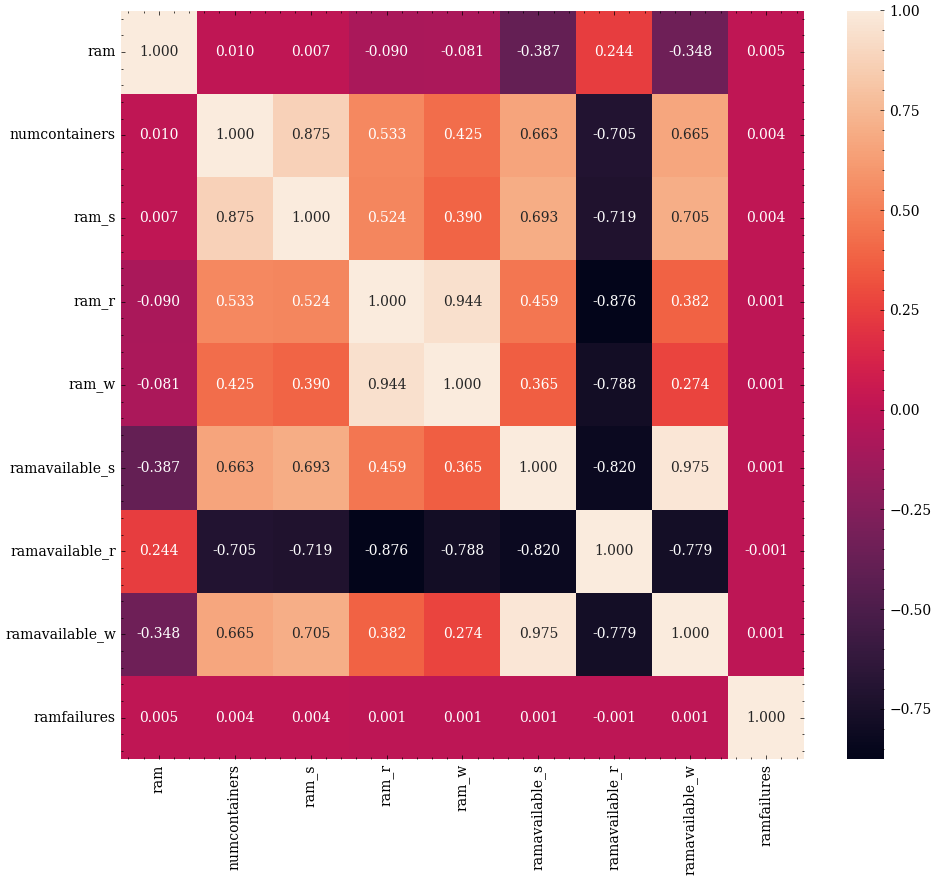 ram 1.000 0.010 0.007 -0.090 -0.081 -0.387 0.244 -0.348 0.005
numcontainers 0.010 1.000 0.875 0.533 0.425 0.663 -0.705 0.665 0.004
ram_s 0.007 0.875 1.000 0.524 0.390 0.693 -0.719 0.705 0.004
ram_r -0.090 0.533 0.524 1.000 0.944 0.459 -0.876 0.382 0.001
ram_w -0.081 0.425 0.390 0.944 1.000 0.365 -0.788 0.274 0.001
ramavailable_s -0.387 0.663 0.693 0.459 0.365 1.000 -0.820 0.975 0.001
ramavailable_r 0.244 -0.705 -0.719 -0.876 -0.788 -0.820 1.000 -0.779 -0.001
ramavailable_w -0.348 0.665 0.705 0.382 0.274 0.975 -0.779 1.000 0.001
ramfailures 0.005 0.004 0.004 0.001 0.001 0.001 -0.001 0.001 1.000
ram
numcontainers
ram_s
ram_r
ram_w
ramavailable_s
ramavailable_r
ramavailable_w
ramfailures
1.00
0.75
0.50
0.25
0.00
−0.25
−0.50
−0.75